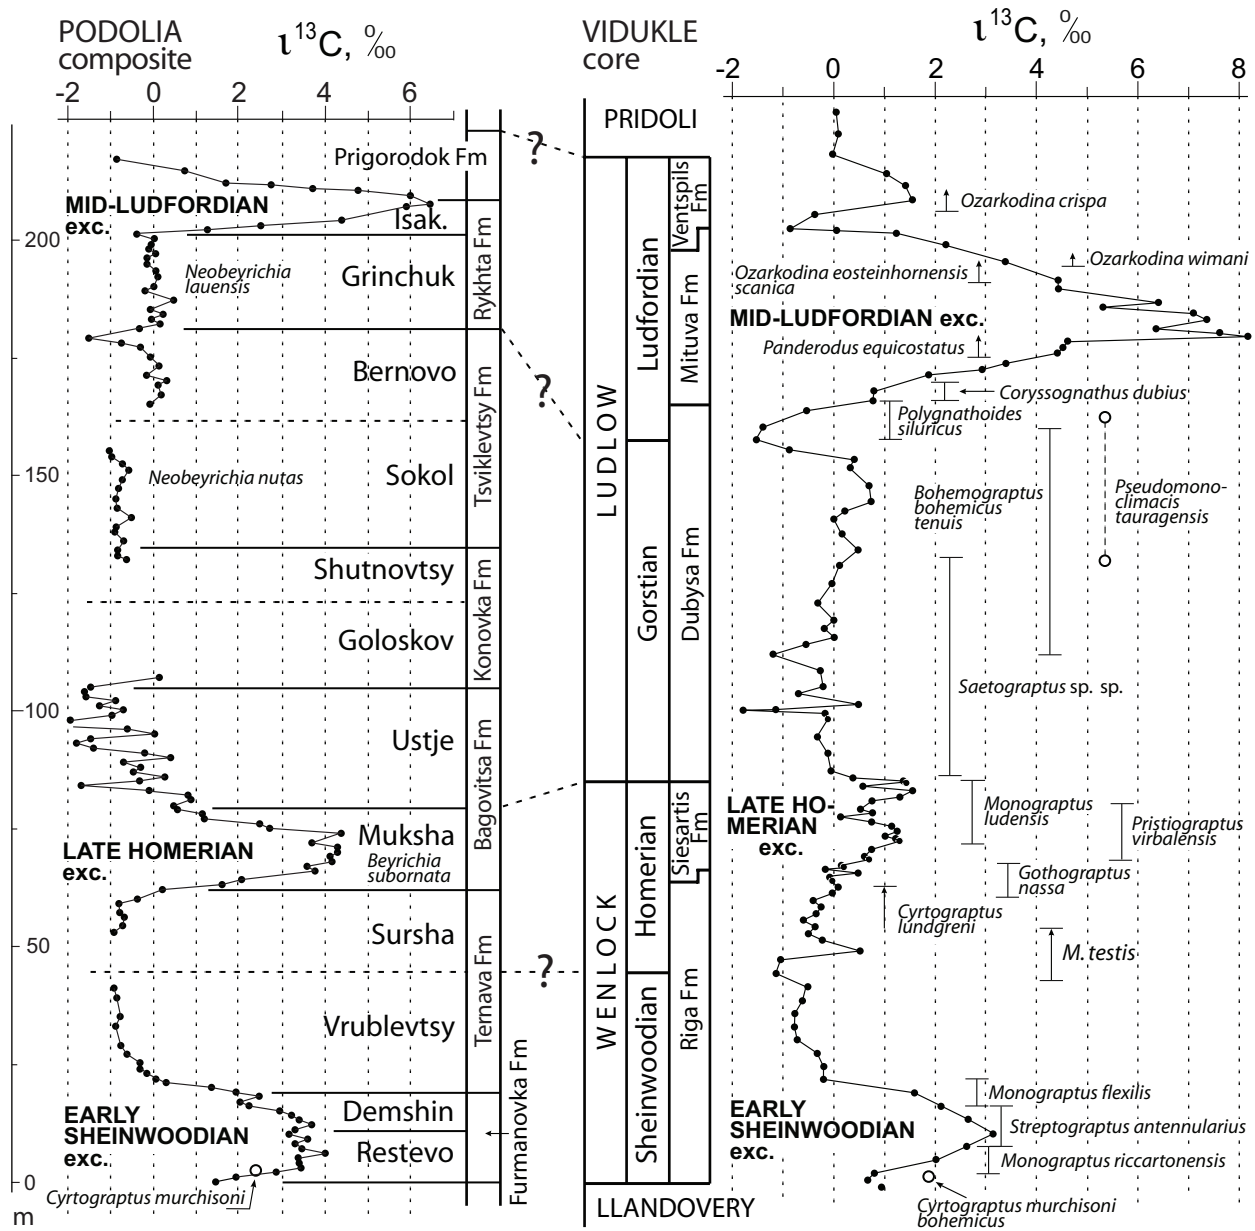 PODOLIA
composite
ι¹³C, ‰
-2 0 2 4 6
VIDUKLE
core
ι¹³C, ‰
-2 0 2 4 6 8
200
150
100
50
0
m
Prigorodok Fm
MID-LUDFORDIAN
exc.
Isak.
Neobeyrichia
lauensis
Grinchuk
Rykhta Fm
Bernovo
Neobeyrichia nutas
Sokol
Tsviklevtsy Fm
Shutnovtsy
Goloskov
Konovka Fm
Ustje
Bagovitsa Fm
LATE HOMERIAN
exc.
Muksha
Beyrichia
subornata
Sursha
Vrublevtsy
Ternava Fm
EARLY
SHEINWOODIAN
exc.
Demshin
Restevo
Furmanovka Fm
Cyrtograptus murchisoni
?
?
?
PRIDOLI
LUDLOW
WENLOCK
LLANDOVERY
Ludfordian
Gorstian
Homerian
Sheinwoodian
Ventspils
Fm
Mituva Fm
Dubysa Fm
Siesartis
Fm
Riga Fm
Ozarkodina crispa
Ozarkodina wimani
Ozarkodina eosteinhornensis
scanica
MID-LUDFORDIAN exc.
Panderodus equicostatus
Coryssognathus dubius
Polygnathoides
siluricus
Bohemograptus
bohemicus
tenuis
Pseudomono-
climacis
tauragensis
Saetograptus sp. sp.
LATE HO-
MERIAN
exc.
Monograptus
ludensis
Pristiograptus
virbalensis
Gothograptus
nassa
Cyrtograptus
lundgreni
M. testis
EARLY
SHEINWOODIAN
exc.
Monograptus flexilis
Streptograptus antennularius
Monograptus riccartonensis
Cyrtograptus murchisoni
bohemicus